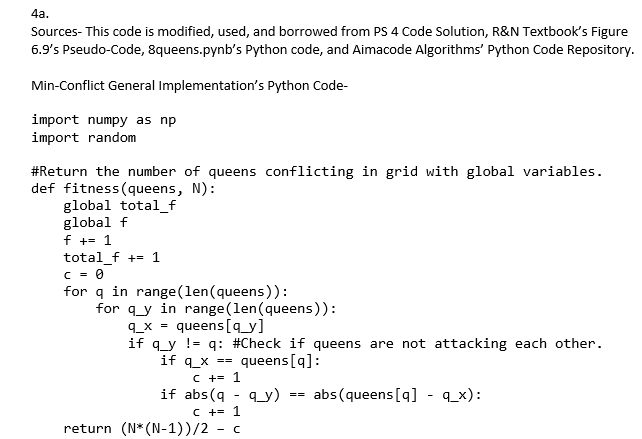 4a.
Sources- This code is modified, used, and borrowed from PS 4 Code Solution, R&N Textbook's Figure
6.9's Pseudo-Code, 8queens.pynb's Python code, and Aimacode Algorithms' Python Code Repository.

Min-Conflict General Implementation's Python Code-

import numpy as np
import random

#Return the number of queens conflicting in grid with global variables.
def fitness(queens, N):
    global total_f
    global f
    f += 1
    total_f += 1
    c = 0
    for q in range(len(queens)):
        for q_y in range(len(queens)):
            q_x = queens[q_y]
            if q_y != q: #Check if queens are not attacking each other.
                if q_x == queens[q]:
                    c += 1
                if abs(q - q_y) == abs(queens[q] - q_x):
                    c += 1
    return (N*(N-1))/2 - c